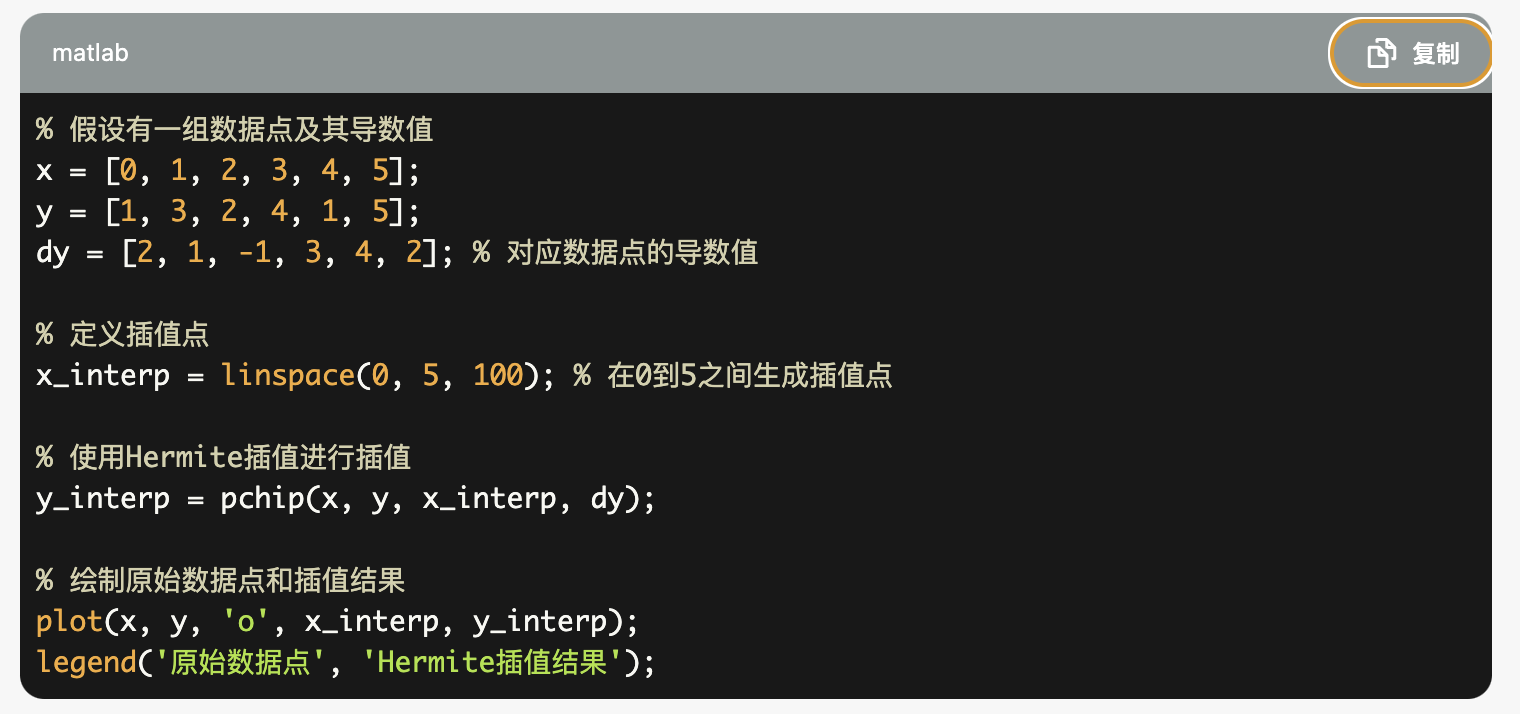 matlab
复制
% 假设有一组数据点及其导数值
x = [0, 1, 2, 3, 4, 5];
y = [1, 3, 2, 4, 1, 5];
dy = [2, 1, -1, 3, 4, 2]; % 对应数据点的导数值
% 定义插值点
x_interp = linspace(0, 5, 100); % 在0到5之间生成插值点
% 使用Hermite插值进行插值
y_interp = pchip(x, y, x_interp, dy);
% 绘制原始数据点和插值结果
plot(x, y, 'o', x_interp, y_interp);
legend('原始数据点', 'Hermite插值结果');